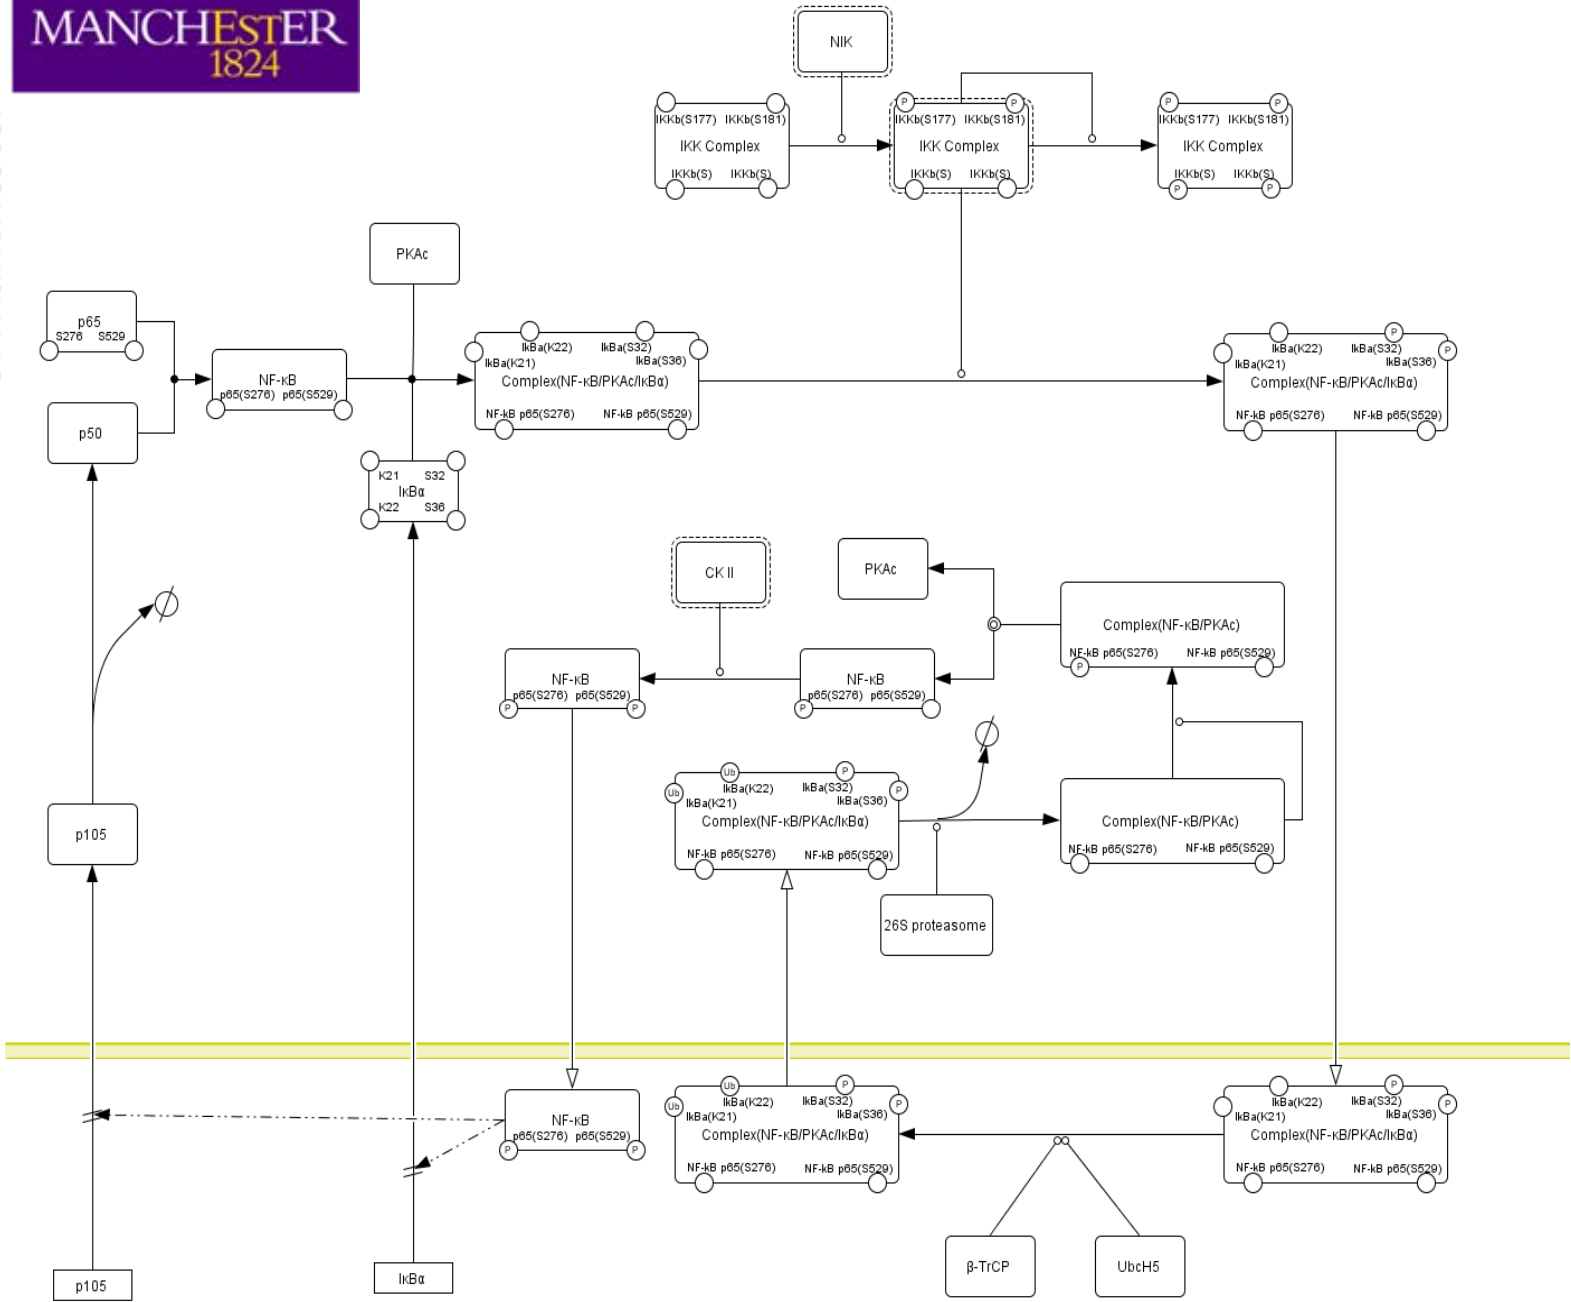 MANCHESTER
1824
NIK
P P P P
IKKb(S177) IKKb(S181) IKKb(S177) IKKb(S181) IKKb(S177) IKKb(S181)
IKK Complex IKK Complex IKK Complex
IKKb(S) IKKb(S) IKKb(S) IKKb(S) IKKb(S) IKKb(S)
P P
PKAc
p65
S276 S529
NF-κB
p65(S276) p65(S529)
p50
IkBa(K22) IkBa(S32)
IkBa(K21) IkBa(S36)
Complex(NF-κB/PKAc/IκBα)
NF-kB p65(S276) NF-kB p65(S529)
P
IkBa(K22) IkBa(S32) P
IkBa(K21) IkBa(S36)
Complex(NF-κB/PKAc/IκBα)
NF-kB p65(S276) NF-kB p65(S529)
K21 S32
IκBα
K22 S36
CK II
PKAc
Complex(NF-κB/PKAc)
NF-kB p65(S276) NF-kB p65(S529)
P
NF-κB
p65(S276) p65(S529)
P P
NF-κB
p65(S276) p65(S529)
P
Ub P
Ub IkBa(K22) IkBa(S32) P
IkBa(K21) IkBa(S36)
Complex(NF-κB/PKAc/IκBα)
NF-kB p65(S276) NF-kB p65(S529)
Complex(NF-κB/PKAc)
NF-kB p65(S276) NF-kB p65(S529)
p105
26S proteasome
NF-κB
p65(S276) p65(S529)
P P
Ub P
Ub IkBa(K22) IkBa(S32) P
IkBa(K21) IkBa(S36)
Complex(NF-κB/PKAc/IκBα)
NF-kB p65(S276) NF-kB p65(S529)
P
IkBa(K22) IkBa(S32) P
IkBa(K21) IkBa(S36)
Complex(NF-κB/PKAc/IκBα)
NF-kB p65(S276) NF-kB p65(S529)
β-TrCP UbcH5
p105 IκBα